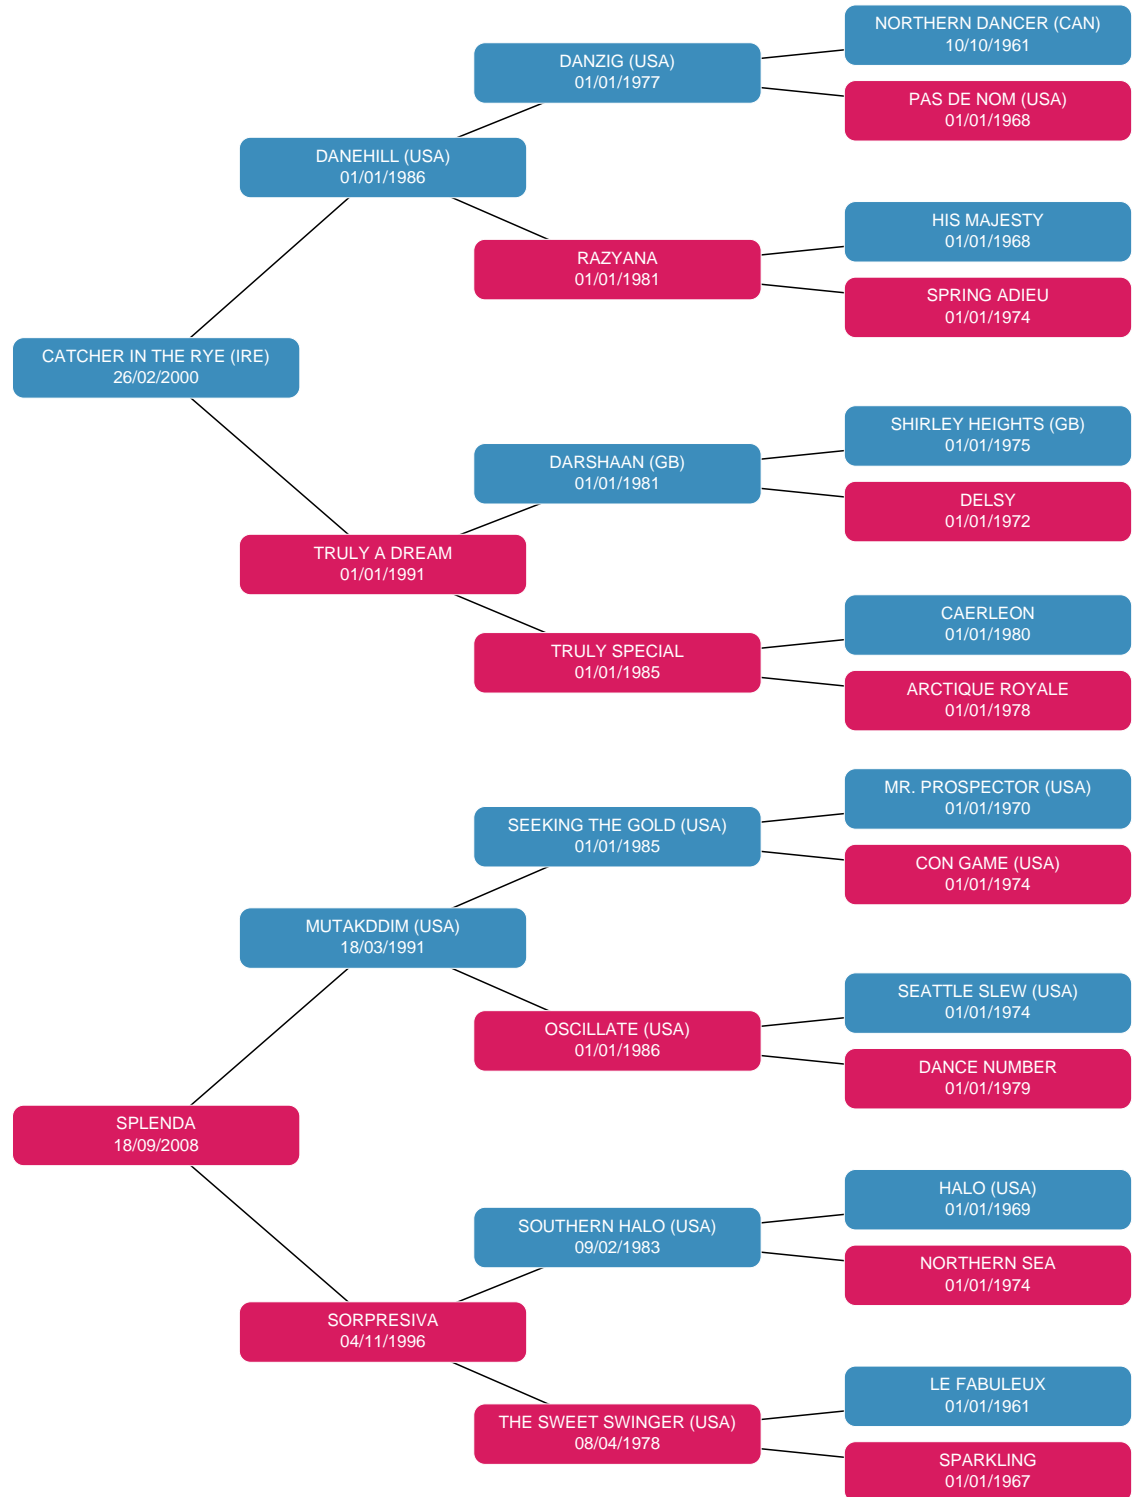 NORTHERN DANCER (CAN)
10/10/1961
DANZIG (USA)
01/01/1977
PAS DE NOM (USA)
01/01/1968
DANEHILL (USA)
01/01/1986
HIS MAJESTY
01/01/1968
RAZYANA
01/01/1981
SPRING ADIEU
01/01/1974
CATCHER IN THE RYE (IRE)
26/02/2000
SHIRLEY HEIGHTS (GB)
01/01/1975
DARSHAAN (GB)
01/01/1981
DELSY
01/01/1972
TRULY A DREAM
01/01/1991
CAERLEON
01/01/1980
TRULY SPECIAL
01/01/1985
ARCTIQUE ROYALE
01/01/1978
MR. PROSPECTOR (USA)
01/01/1970
SEEKING THE GOLD (USA)
01/01/1985
CON GAME (USA)
01/01/1974
MUTAKDDIM (USA)
18/03/1991
SEATTLE SLEW (USA)
01/01/1974
OSCILLATE (USA)
01/01/1986
DANCE NUMBER
01/01/1979
SPLENDA
18/09/2008
HALO (USA)
01/01/1969
SOUTHERN HALO (USA)
09/02/1983
NORTHERN SEA
01/01/1974
SORPRESIVA
04/11/1996
LE FABULEUX
01/01/1961
THE SWEET SWINGER (USA)
08/04/1978
SPARKLING
01/01/1967